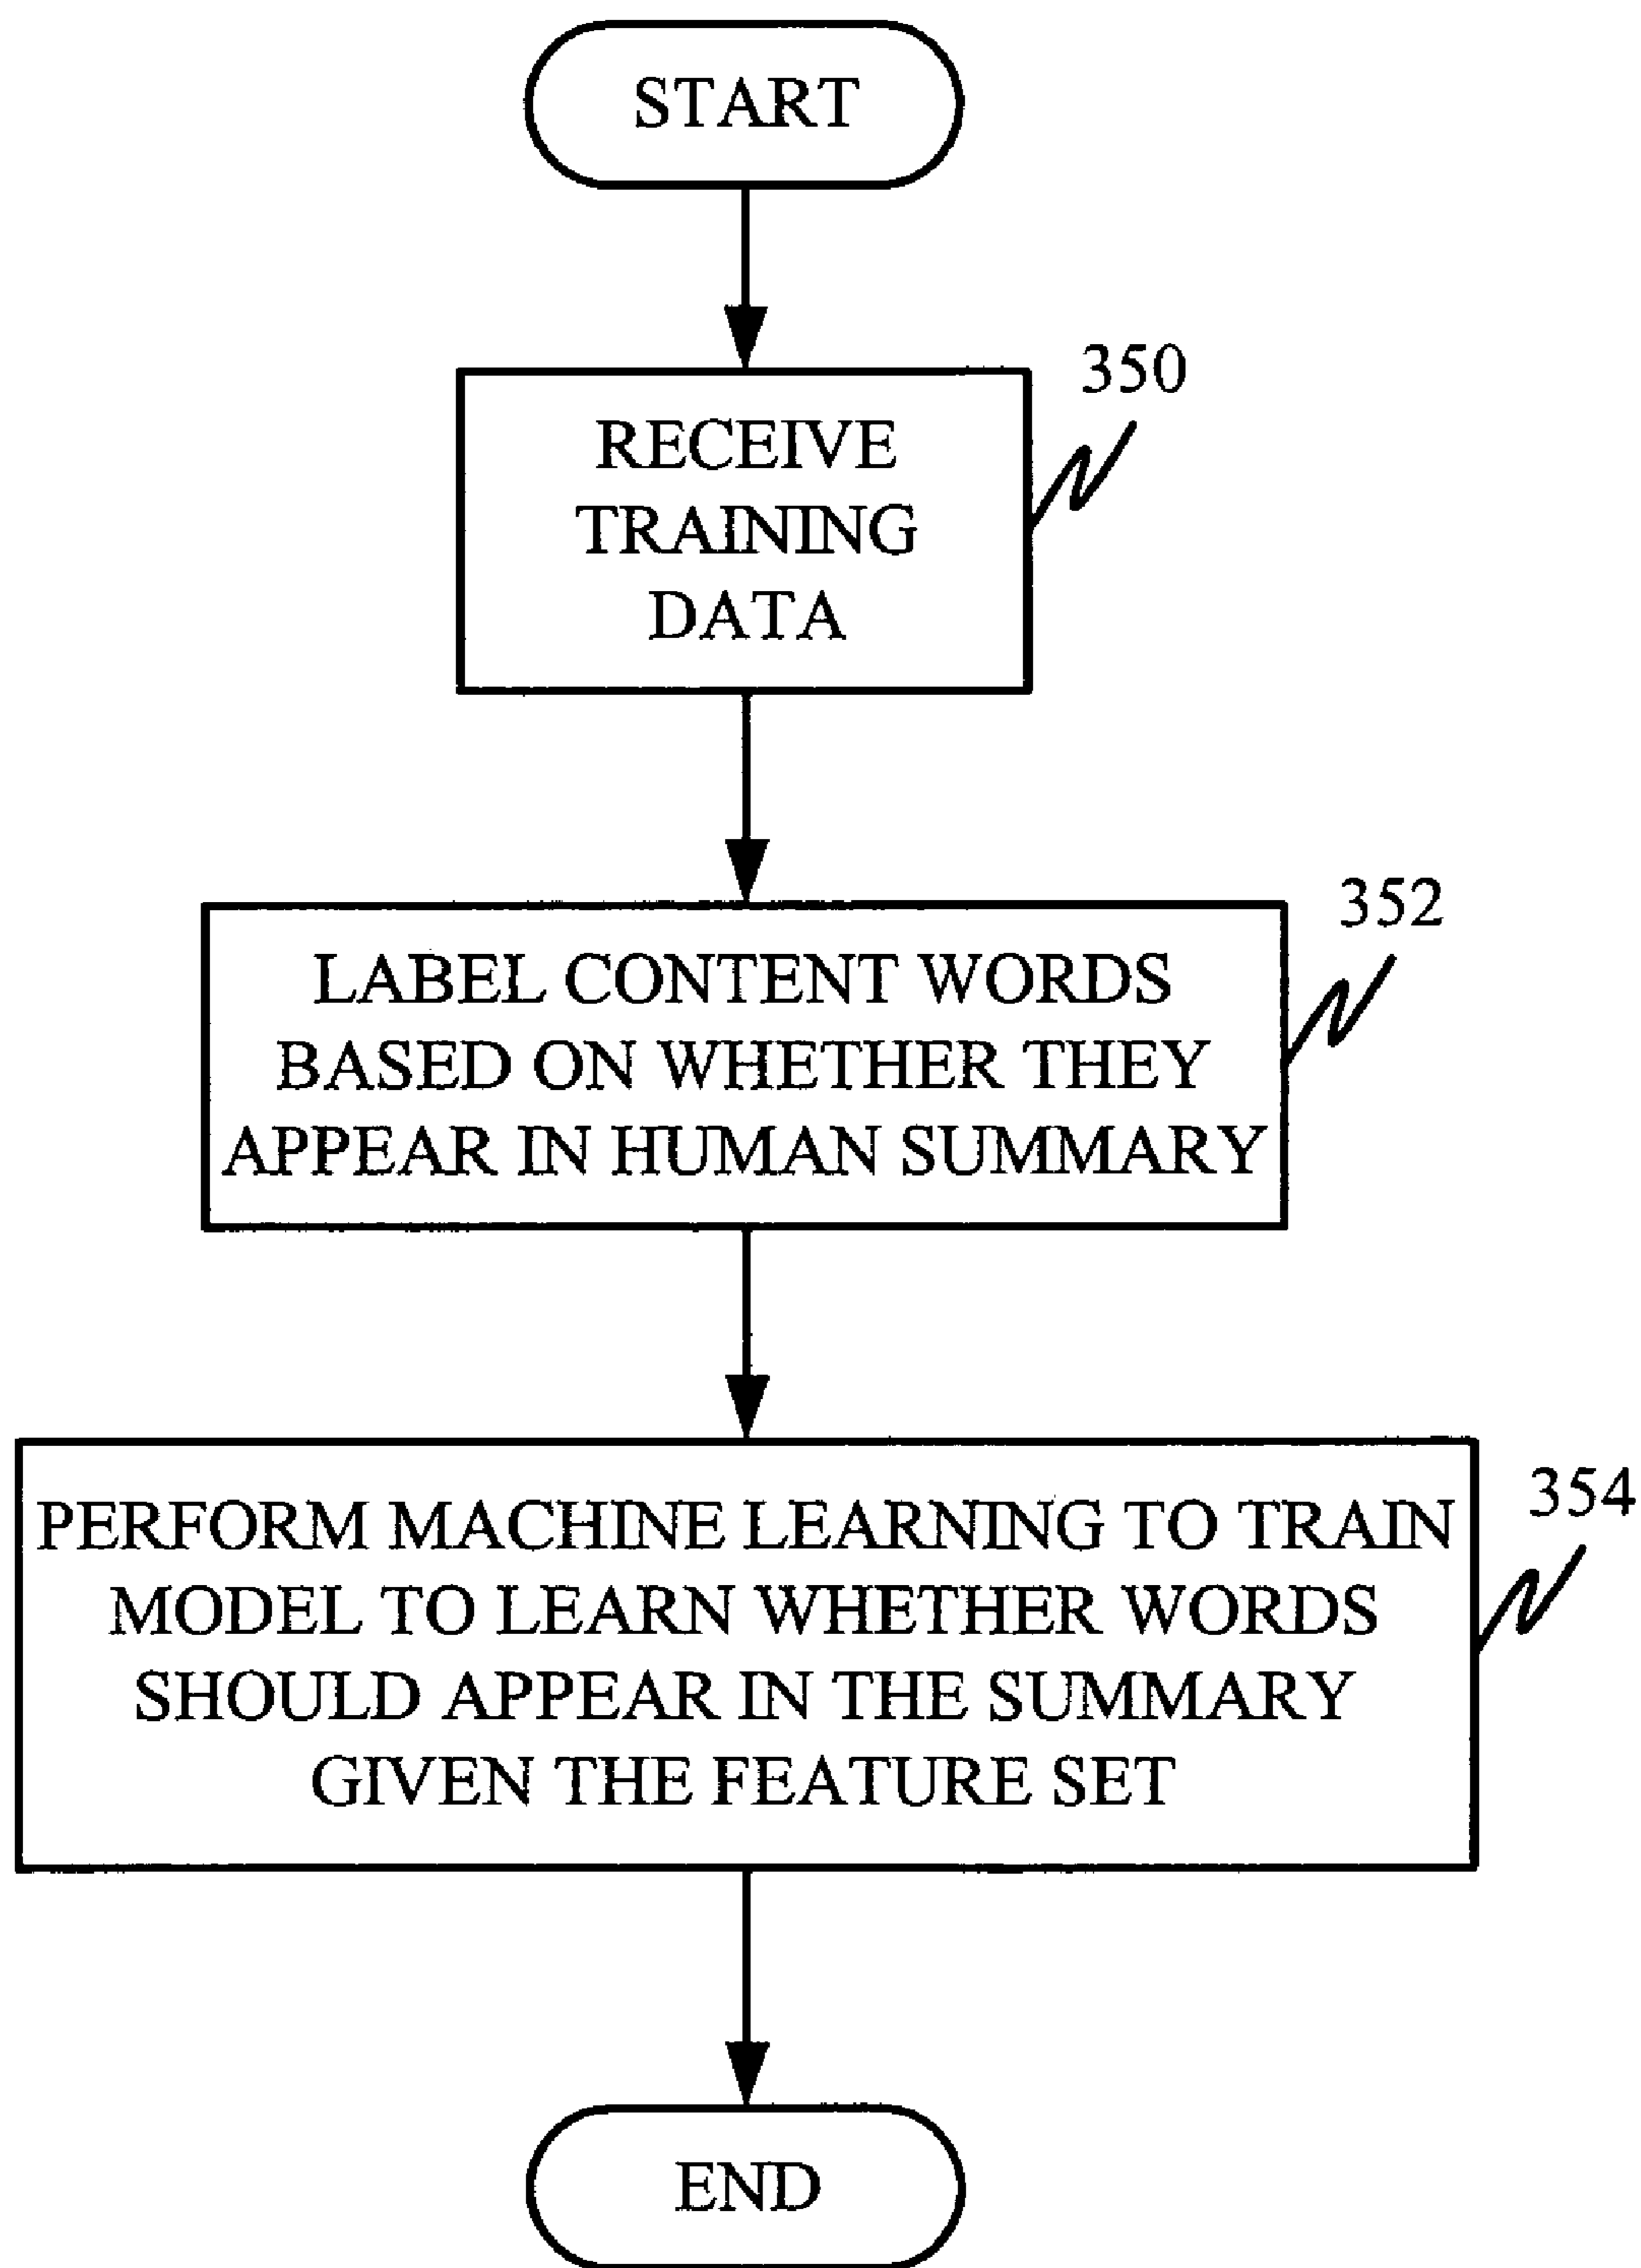 START
350
RECEIVE
TRAINING
DATA
352
LABEL CONTENT WORDS
BASED ON WHETHER THEY
APPEAR IN HUMAN SUMMARY
354
PERFORM MACHINE LEARNING TO TRAIN
MODEL TO LEARN WHETHER WORDS
SHOULD APPEAR IN THE SUMMARY
GIVEN THE FEATURE SET
END